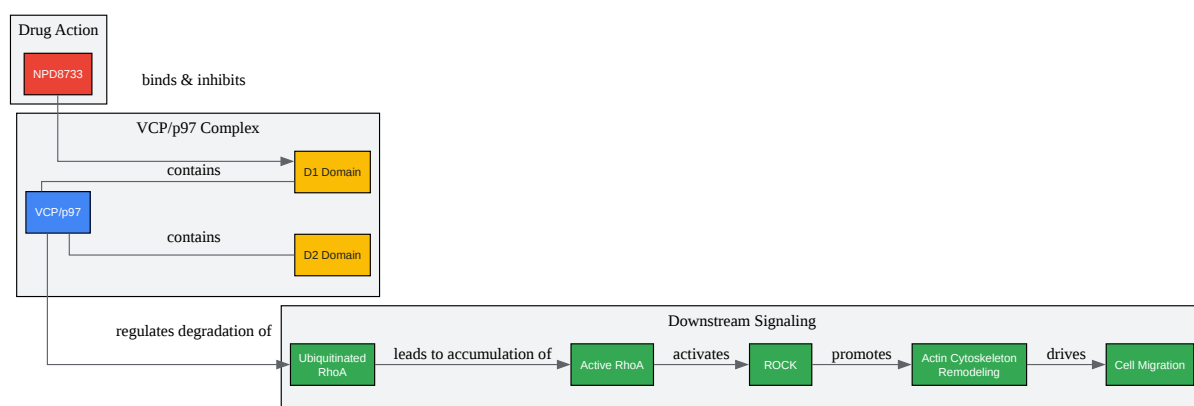 Drug Action
NPD8733
binds & inhibits
VCP/p97 Complex
contains
D1 Domain
VCP/p97
contains
D2 Domain
regulates degradation of
Downstream Signaling
Ubiquitinated
RhoA
leads to accumulation of
Active RhoA
activates
ROCK
promotes
Actin Cytoskeleton
Remodeling
drives
Cell Migration